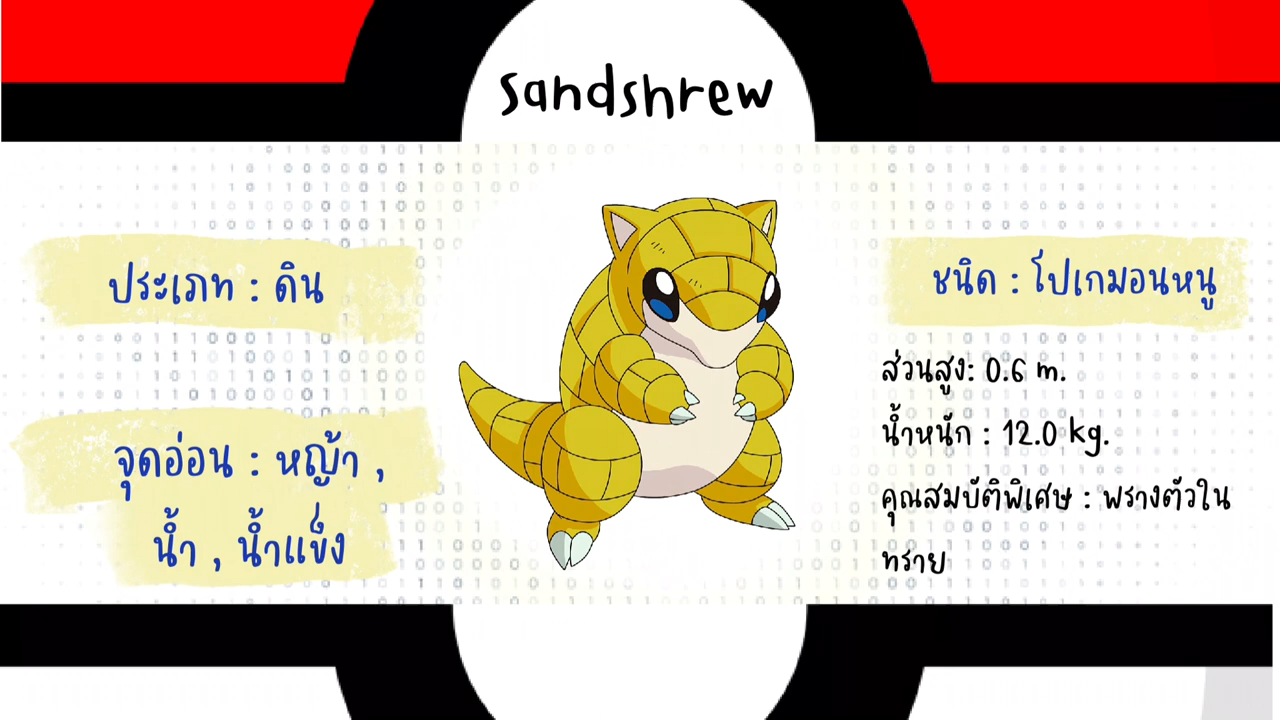 sandshrew
ประเภท : ดิน
จุดอ่อน : หญ้า ,
น้ำ , น้ำแข็ง
ชนิด : โปเกมอนหนู
ส่วนสูง: 0.6 m.
น้ำหนัก : 12.0 kg.
คุณสมบัติพิเศษ : พรางตัวใน
ทราย